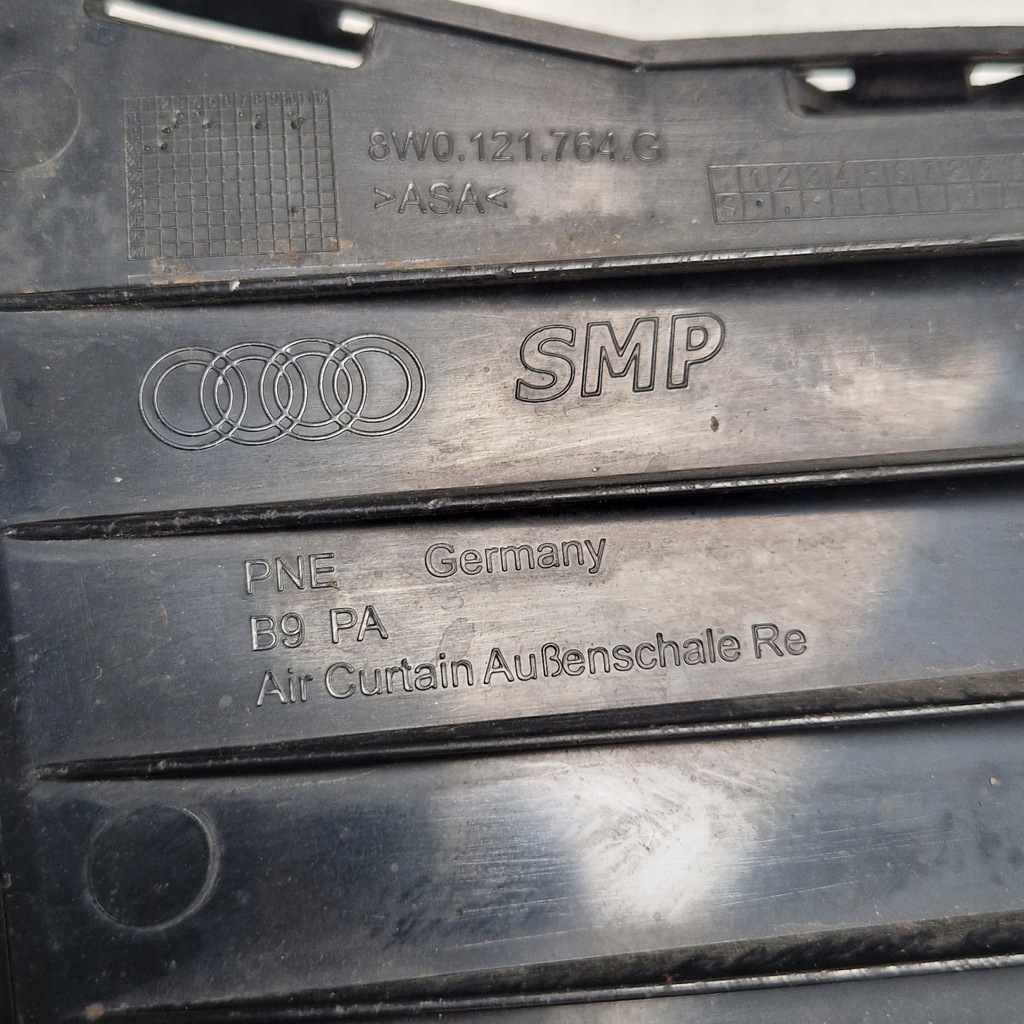 8W0.121.764.G
>ASA<
SMP
PNE Germany
B9 PA
Air Curtain Außenschale Re